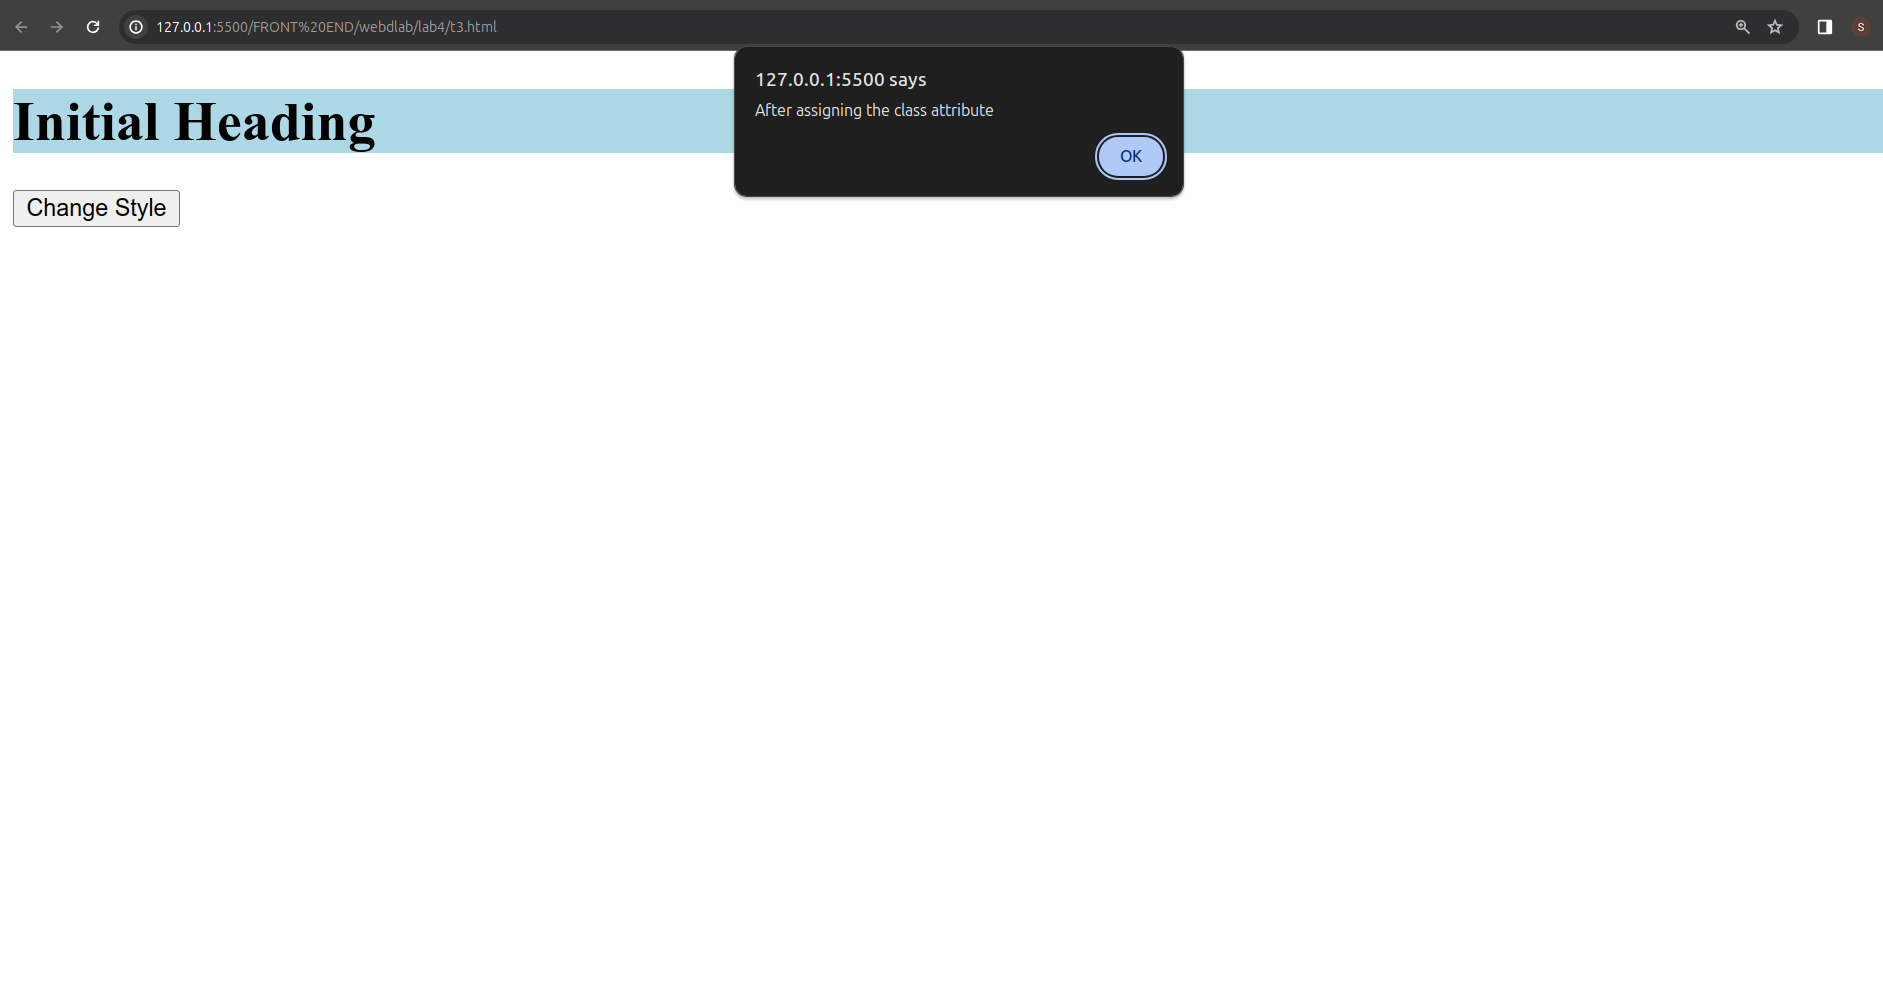 127.0.0.1:5500/FRONT%20END/webdlab/lab4/t3.html
S
127.0.0.1:5500 says
After assigning the class attribute
OK
Initial Heading
Change Style